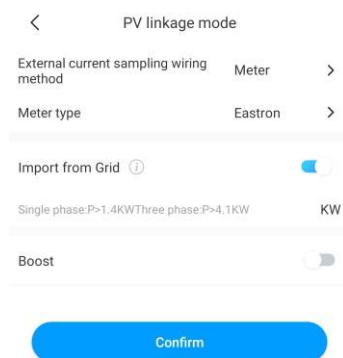 PV linkage mode
External current sampling wiring method
Meter
Meter type
Eastron
Import from Grid
Single phase:P>1.4KWThree phase:P>4.1KW
KW
Boost
Confirm